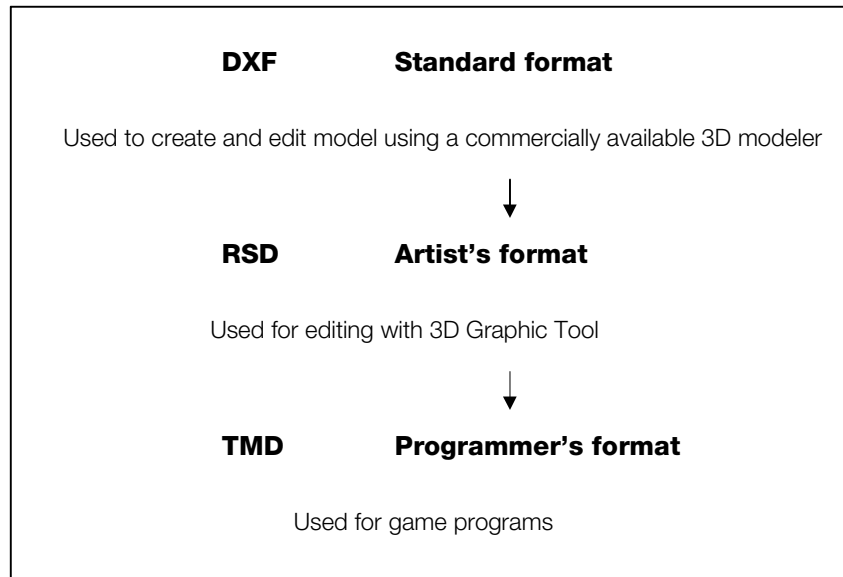 DXF Standard format
Used to create and edit model using a commercially available 3D modeler
RSD Artist’s format
Used for editing with 3D Graphic Tool
TMD Programmer’s format
Used for game programs